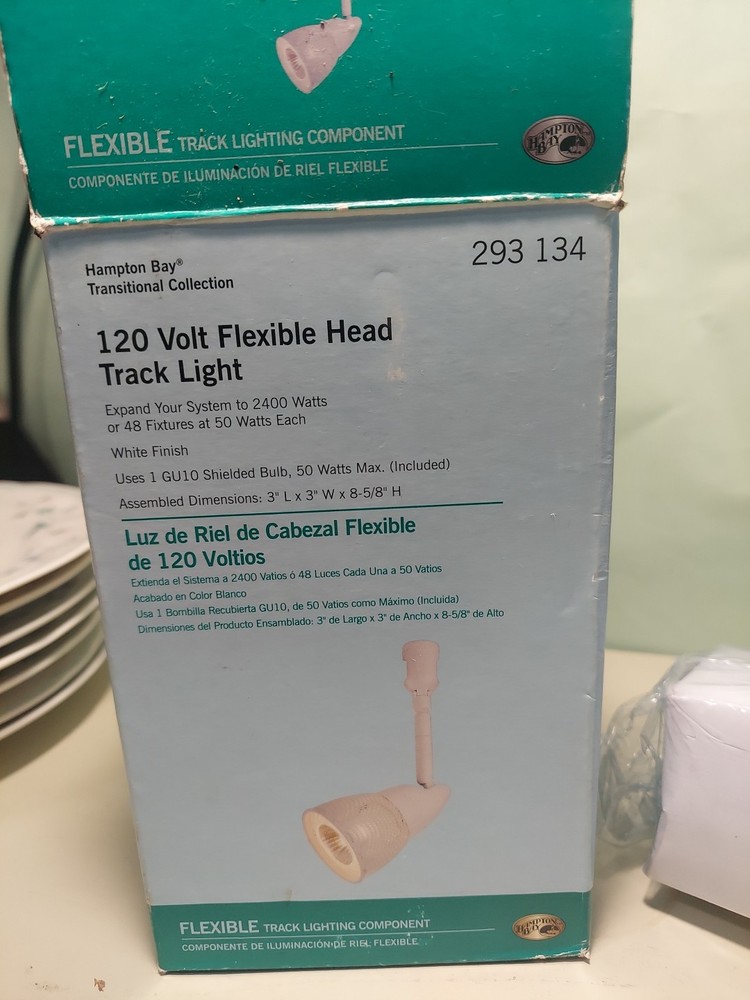 FLEXIBLE TRACK LIGHTING COMPONENT
COMPONENTE DE ILUMINACIÓN DE RIEL FLEXIBLE
HAMPTON
BAY
Hampton Bay®
Transitional Collection
293 134
120 Volt Flexible Head
Track Light
Expand Your System to 2400 Watts
or 48 Fixtures at 50 Watts Each
White Finish
Uses 1 GU10 Shielded Bulb, 50 Watts Max. (Included)
Assembled Dimensions: 3" L x 3" W x 8-5/8" H
Luz de Riel de Cabezal Flexible
de 120 Voltios
Extienda el Sistema a 2400 Vatios ó 48 Luces Cada Una a 50 Vatios
Acabado en Color Blanco
Usa 1 Bombilla Recubierta GU10, de 50 Vatios como Máximo (Incluida)
Dimensiones del Producto Ensamblado: 3" de Largo x 3" de Ancho x 8-5/8" de Alto
FLEXIBLE TRACK LIGHTING COMPONENT
COMPONENTE DE ILUMINACIÓN DE RIEL FLEXIBLE
HAMPTON
BAY